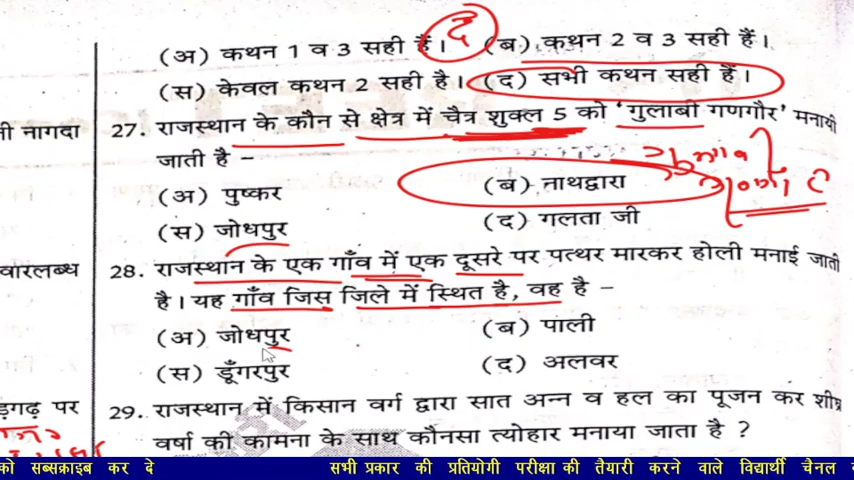 द
(अ) कथन 1 व 3 सही हैं। (ब) कथन 2 व 3 सही हैं।
(स) केवल कथन 2 सही है। (द) सभी कथन सही हैं।
नी नागदा
27. राजस्थान के कौन से क्षेत्र में चैत्र शुक्ल 5 को 'गुलाबी गणगौर' मनायी
जाती है –
(अ) पुष्कर (ब) नाथद्वारा
(स) जोधपुर (द) गलता जी
वारलब्ध
28. राजस्थान के एक गाँव में एक दूसरे पर पत्थर मारकर होली मनाई जाती
है। यह गाँव जिस जिले में स्थित है, वह है –
(अ) जोधपुर (ब) पाली
(स) डूँगरपुर (द) अलवर
ड़गढ़ पर
29. राजस्थान में किसान वर्ग द्वारा सात अन्न व हल का पूजन कर शीघ्र
वर्षा की कामना के साथ कौनसा त्योहार मनाया जाता है ?
को सब्सक्राइब कर दे सभी प्रकार की प्रतियोगी परीक्षा की तैयारी करने वाले विद्यार्थी चैनल